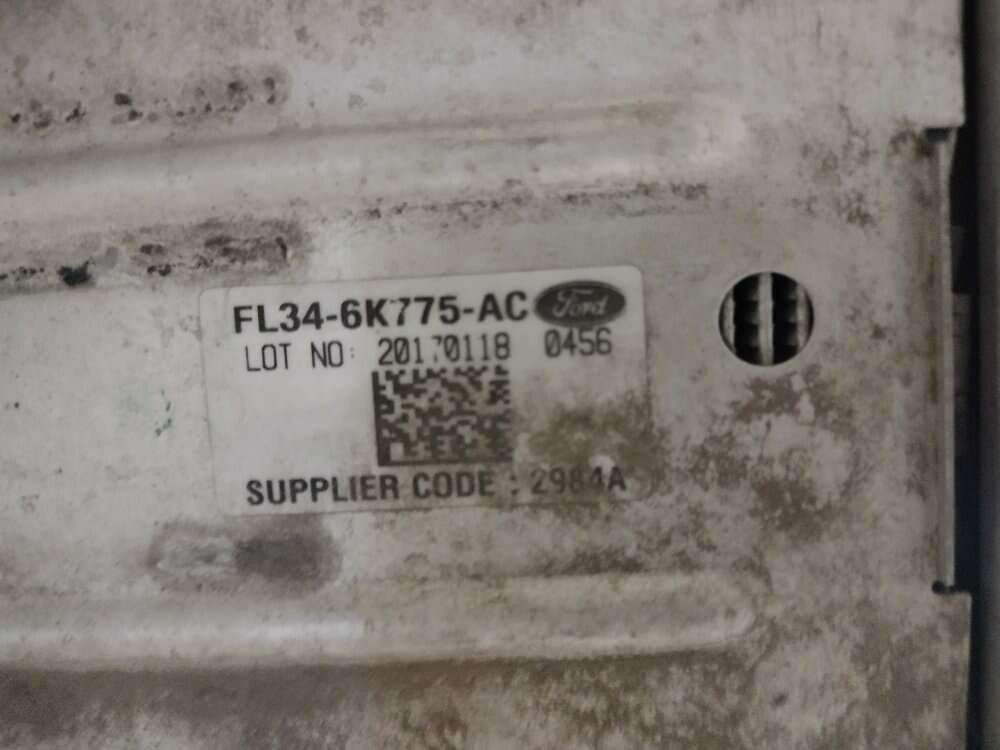 FL34-6K775-AC Ford
LOT NO: 20170118 0456
SUPPLIER CODE : 2984A